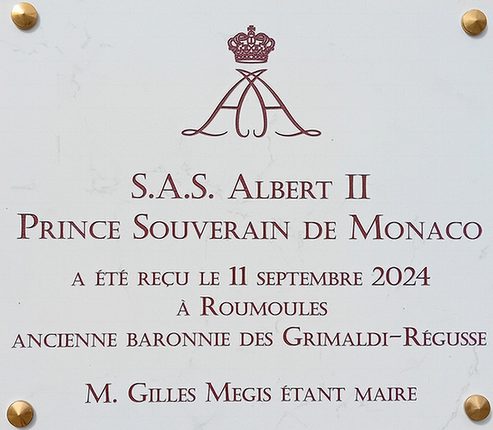 S.A.S. Albert II
Prince Souverain de Monaco
a été reçu le 11 septembre 2024
à Roumoules
ancienne baronnie des Grimaldi-Régusse
M. Gilles Megis étant maire